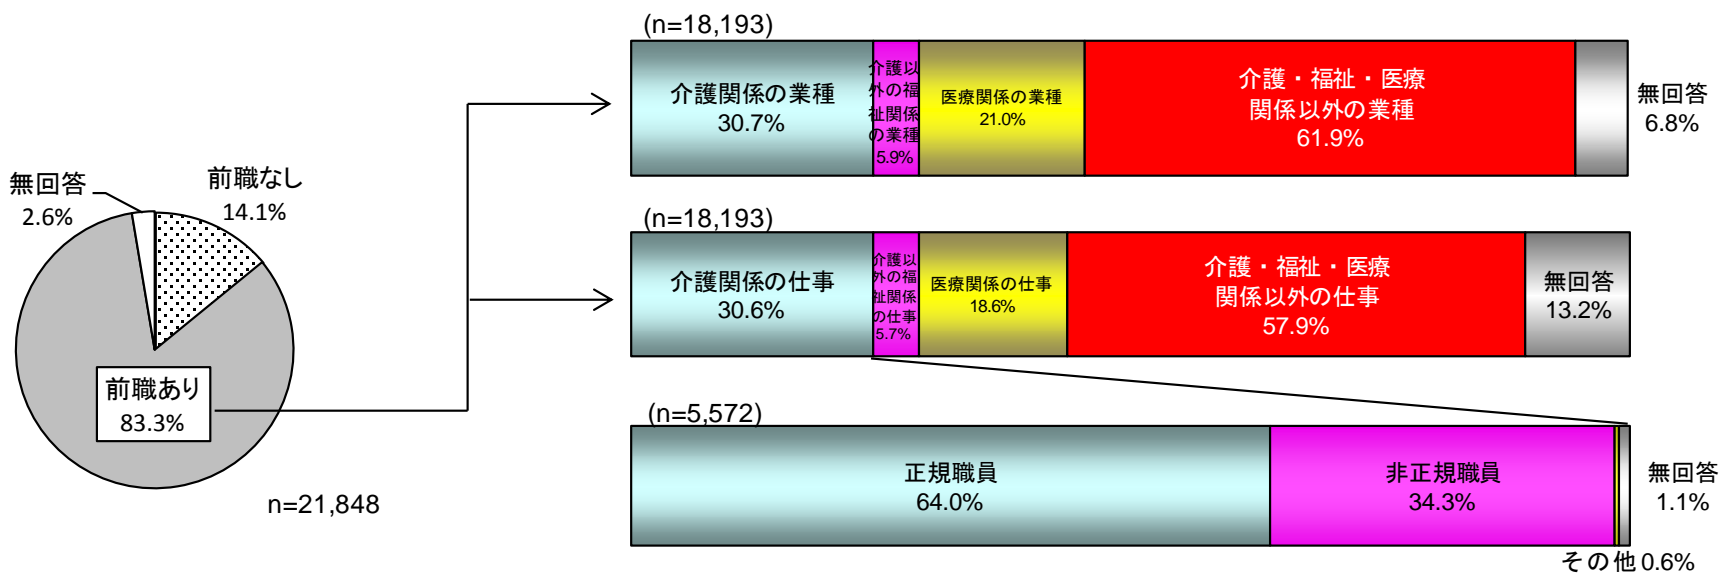 無回答
2.6%
前職なし
14.1%
前職あり
83.3%
n=21,848
(n=18,193)
介護関係の業種
30.7%
介護以
外の福
祉関係
の業種
5.9%
医療関係の業種
21.0%
介護・福祉・医療
関係以外の業種
61.9%
無回答
6.8%
(n=18,193)
介護関係の仕事
30.6%
介護以
外の福
祉関係
の仕事
5.7%
医療関係の仕事
18.6%
介護・福祉・医療
関係以外の仕事
57.9%
無回答
13.2%
(n=5,572)
正規職員
64.0%
非正規職員
34.3%
無回答
1.1%
その他 0.6%